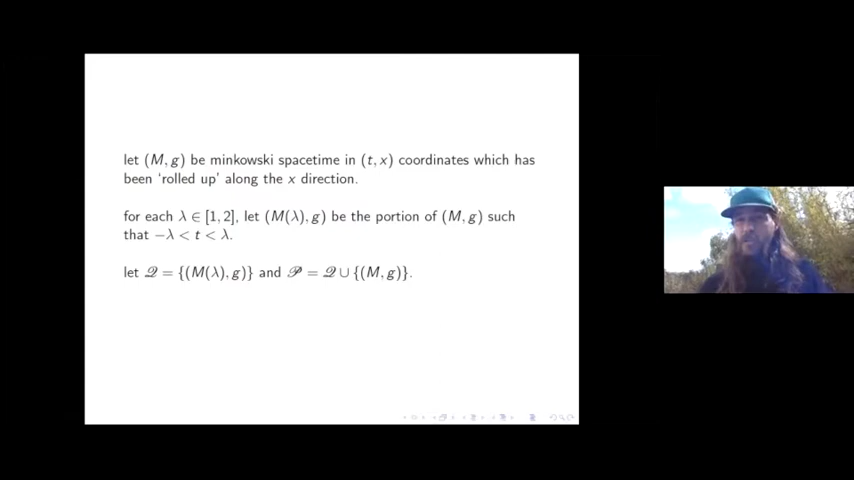 let (M, g) be minkowski spacetime in (t, x) coordinates which has
been ‘rolled up’ along the x direction.
for each λ ∈ [1, 2], let (M(λ), g) be the portion of (M, g) such
that −λ < t < λ.
let 𝒬 = {(M(λ), g)} and 𝒫 = 𝒬 ∪ {(M, g)}.